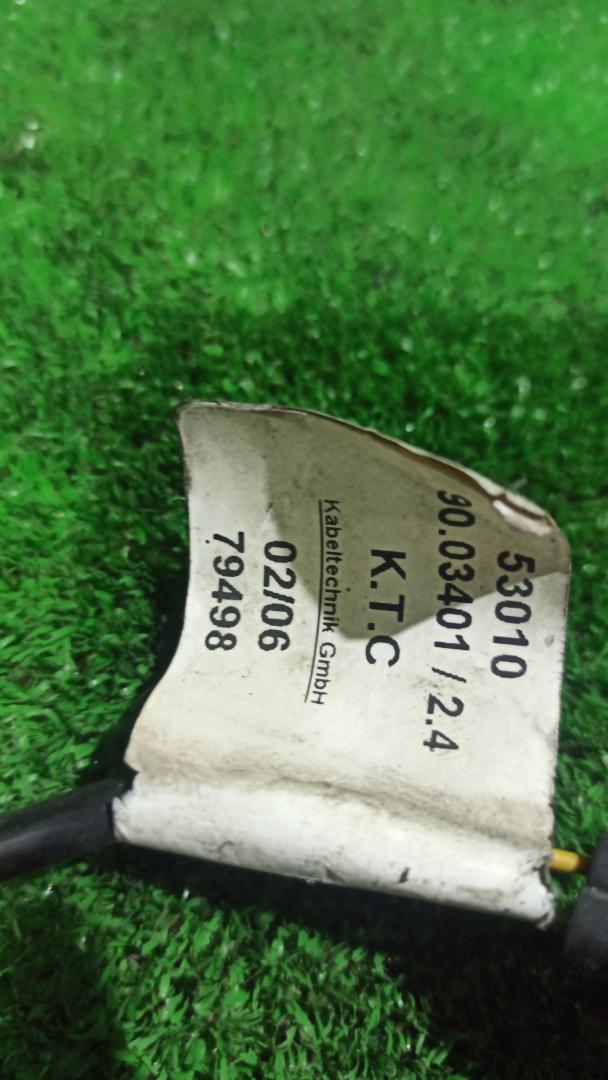 53010
90.03401 / 2.4
K.T.C
Kabeltechnik GmbH
02/06
79498